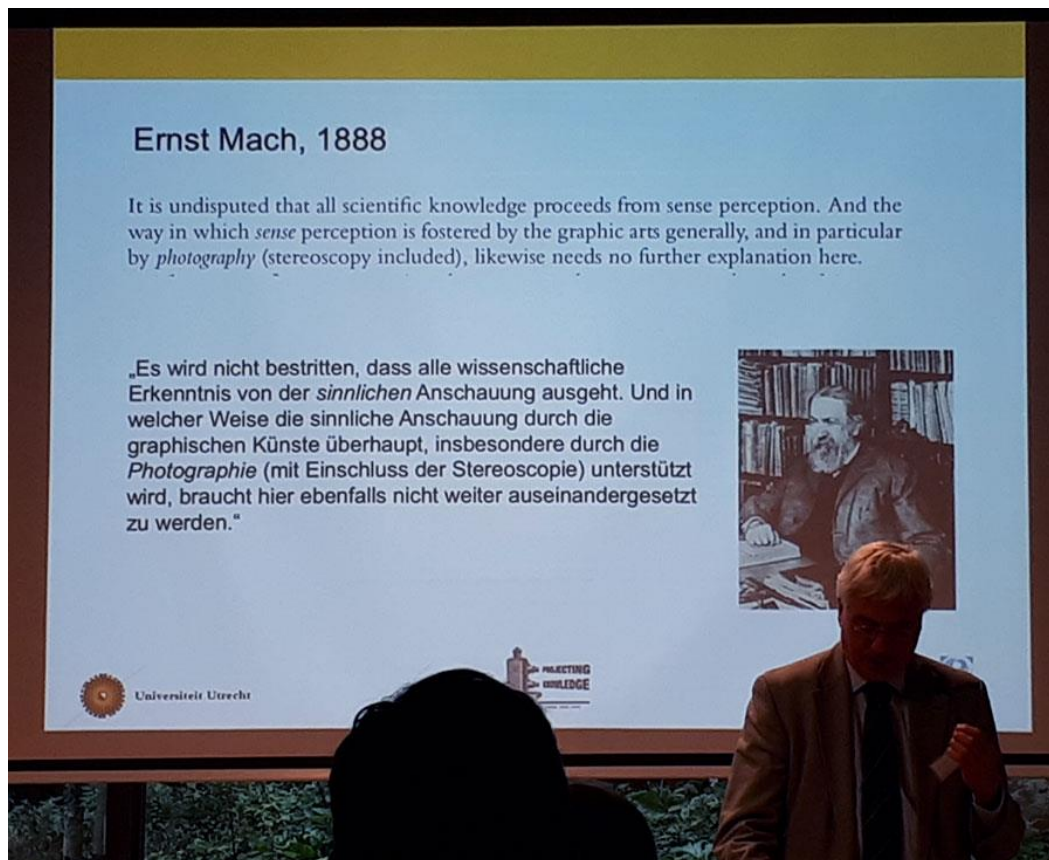 Ernst Mach, 1888
It is undisputed that all scientific knowledge proceeds from sense perception. And the
way in which sense perception is fostered by the graphic arts generally, and in particular
by photography (stereoscopy included), likewise needs no further explanation here.
„Es wird nicht bestritten, dass alle wissenschaftliche
Erkenntnis von der sinnlichen Anschauung ausgeht. Und in
welcher Weise die sinnliche Anschauung durch die
graphischen Künste überhaupt, insbesondere durch die
Photographie (mit Einschluss der Stereoscopie) unterstützt
wird, braucht hier ebenfalls nicht weiter auseinandergesetzt
zu werden.“
Universiteit Utrecht
PROJECTING
KNOWLEDGE